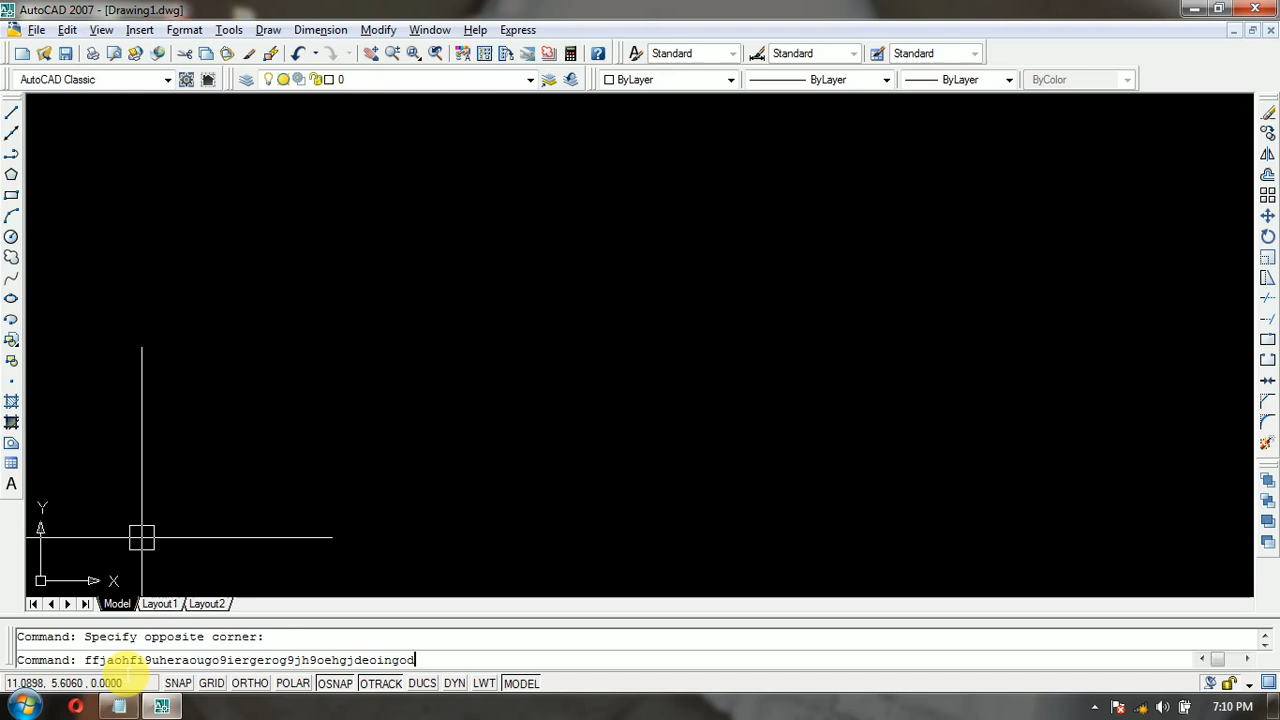 AutoCAD 2007 - [Drawing1.dwg]
File Edit View Insert Format Tools Draw Dimension Modify Window Help Express
Standard Standard Standard
AutoCAD Classic 0 ByLayer ByLayer ByLayer ByColor
A
Y
X
Model Layout1 Layout2
Command: Specify opposite corner:
Command: ffjaohfi9uheraougo9iergerog9jh9oehgjdeoingod
11.0898, 5.6060, 0.0000 SNAP GRID ORTHO POLAR OSNAP OTRACK DUCS DYN LWT MODEL
7:10 PM